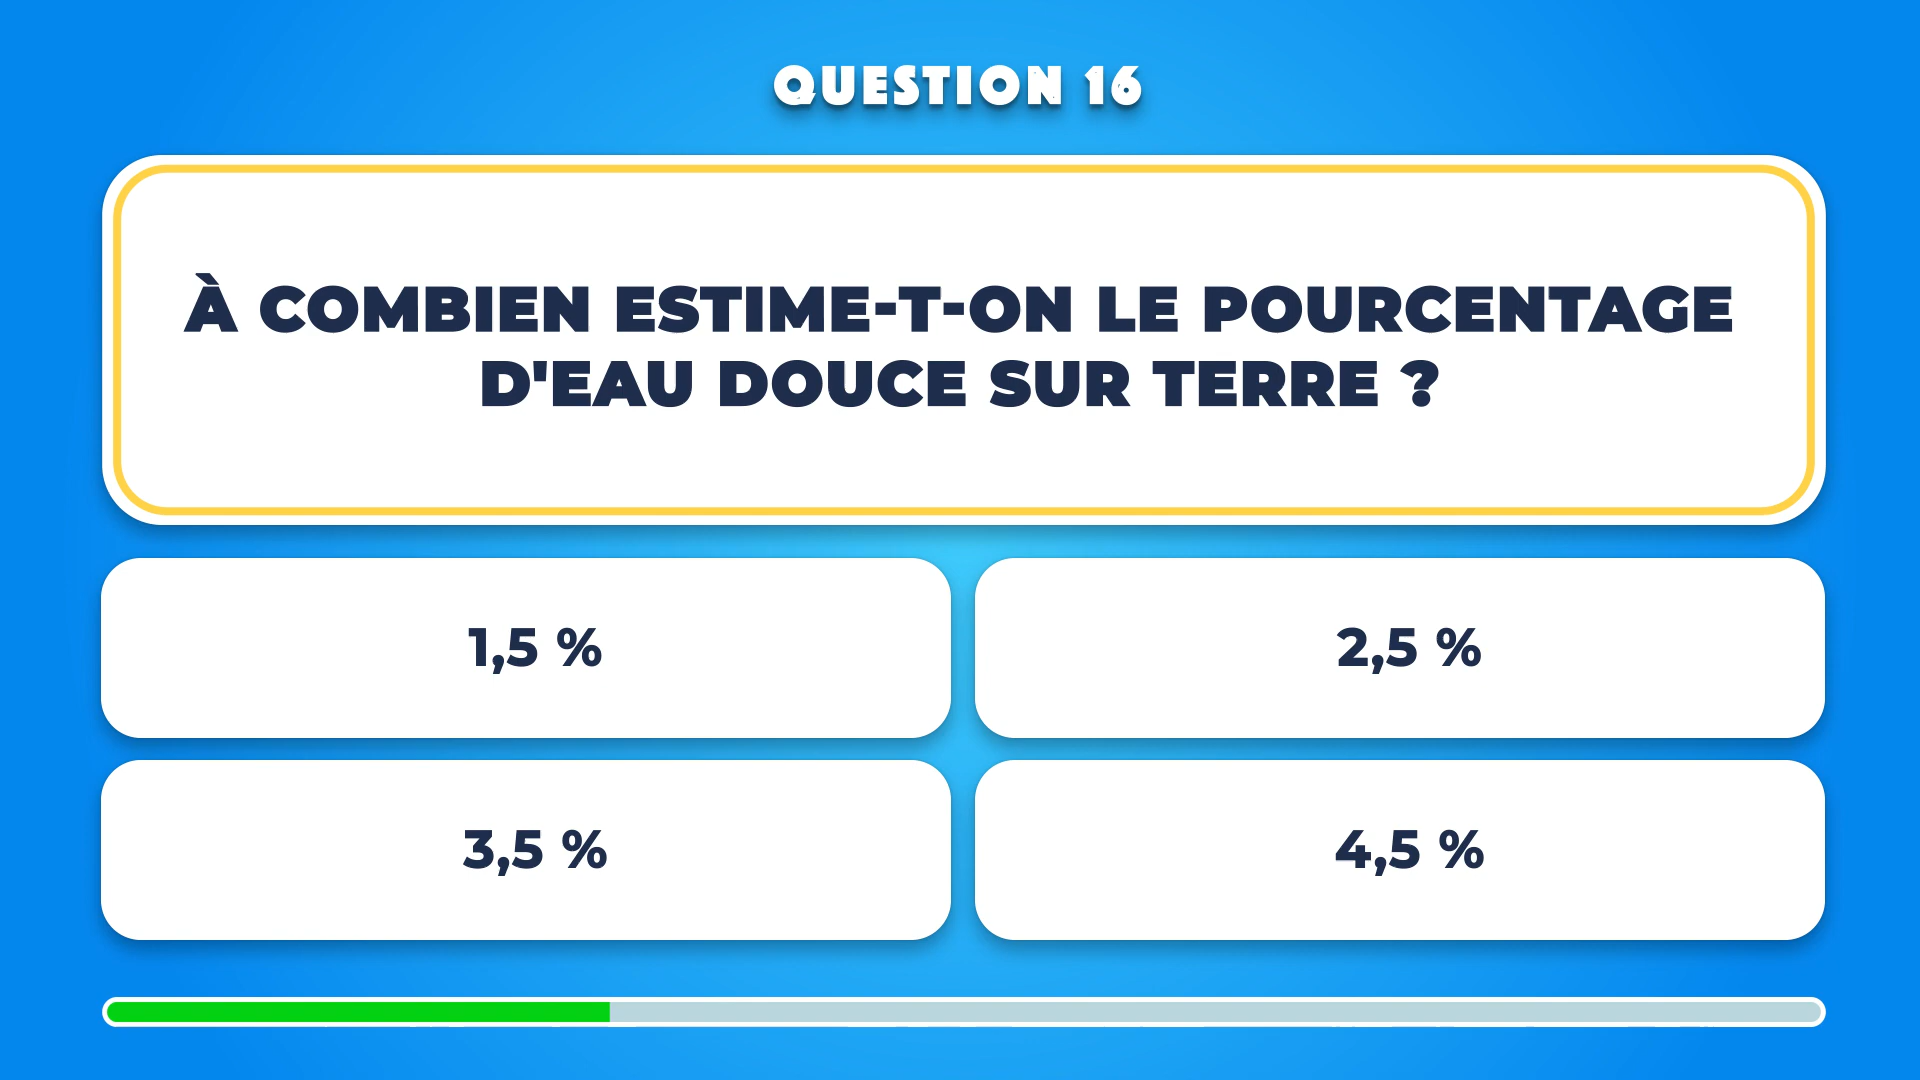 QUESTION 16
À COMBIEN ESTIME-T-ON LE POURCENTAGE
D'EAU DOUCE SUR TERRE ?
1,5 %
2,5 %
3,5 %
4,5 %